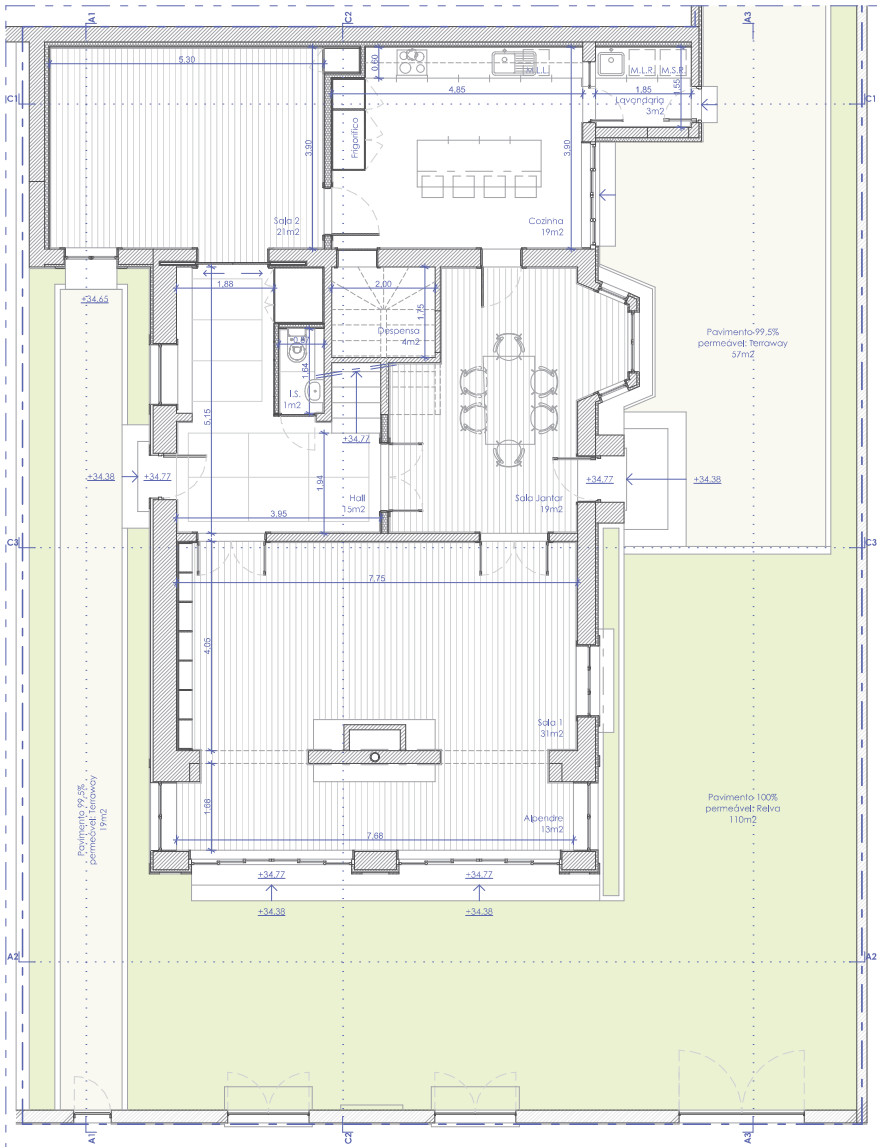 A1
C2
A3
5,30
0,60
M.L.L
M.L.R.
M.S.R.
4,85
1,85
1,55
Lavandaria
3m2
C1
C1
Frigorífico
3,90
3,90
Sala 2
21m2
Cozinha
19m2
1,88
2,00
1,75
+34.65
Despensa
4m2
Pavimento 99,5%
permeável: Terraway
57m2
1,64
I.S.
1m2
5,15
+34.77
1,94
+34.38
+34.77
+34.77
+34.38
Hall
15m2
Sala Jantar
19m2
3,95
C3
C3
7,75
4,05
Sala 1
31m2
Pavimento 99,5%
permeável: Terraway
19m2
1,68
Alpendre
13m2
Pavimento 100%
permeável: Relva
110m2
7,68
+34.77
+34.77
+34.38
+34.38
A2
A2
A1
C2
A3